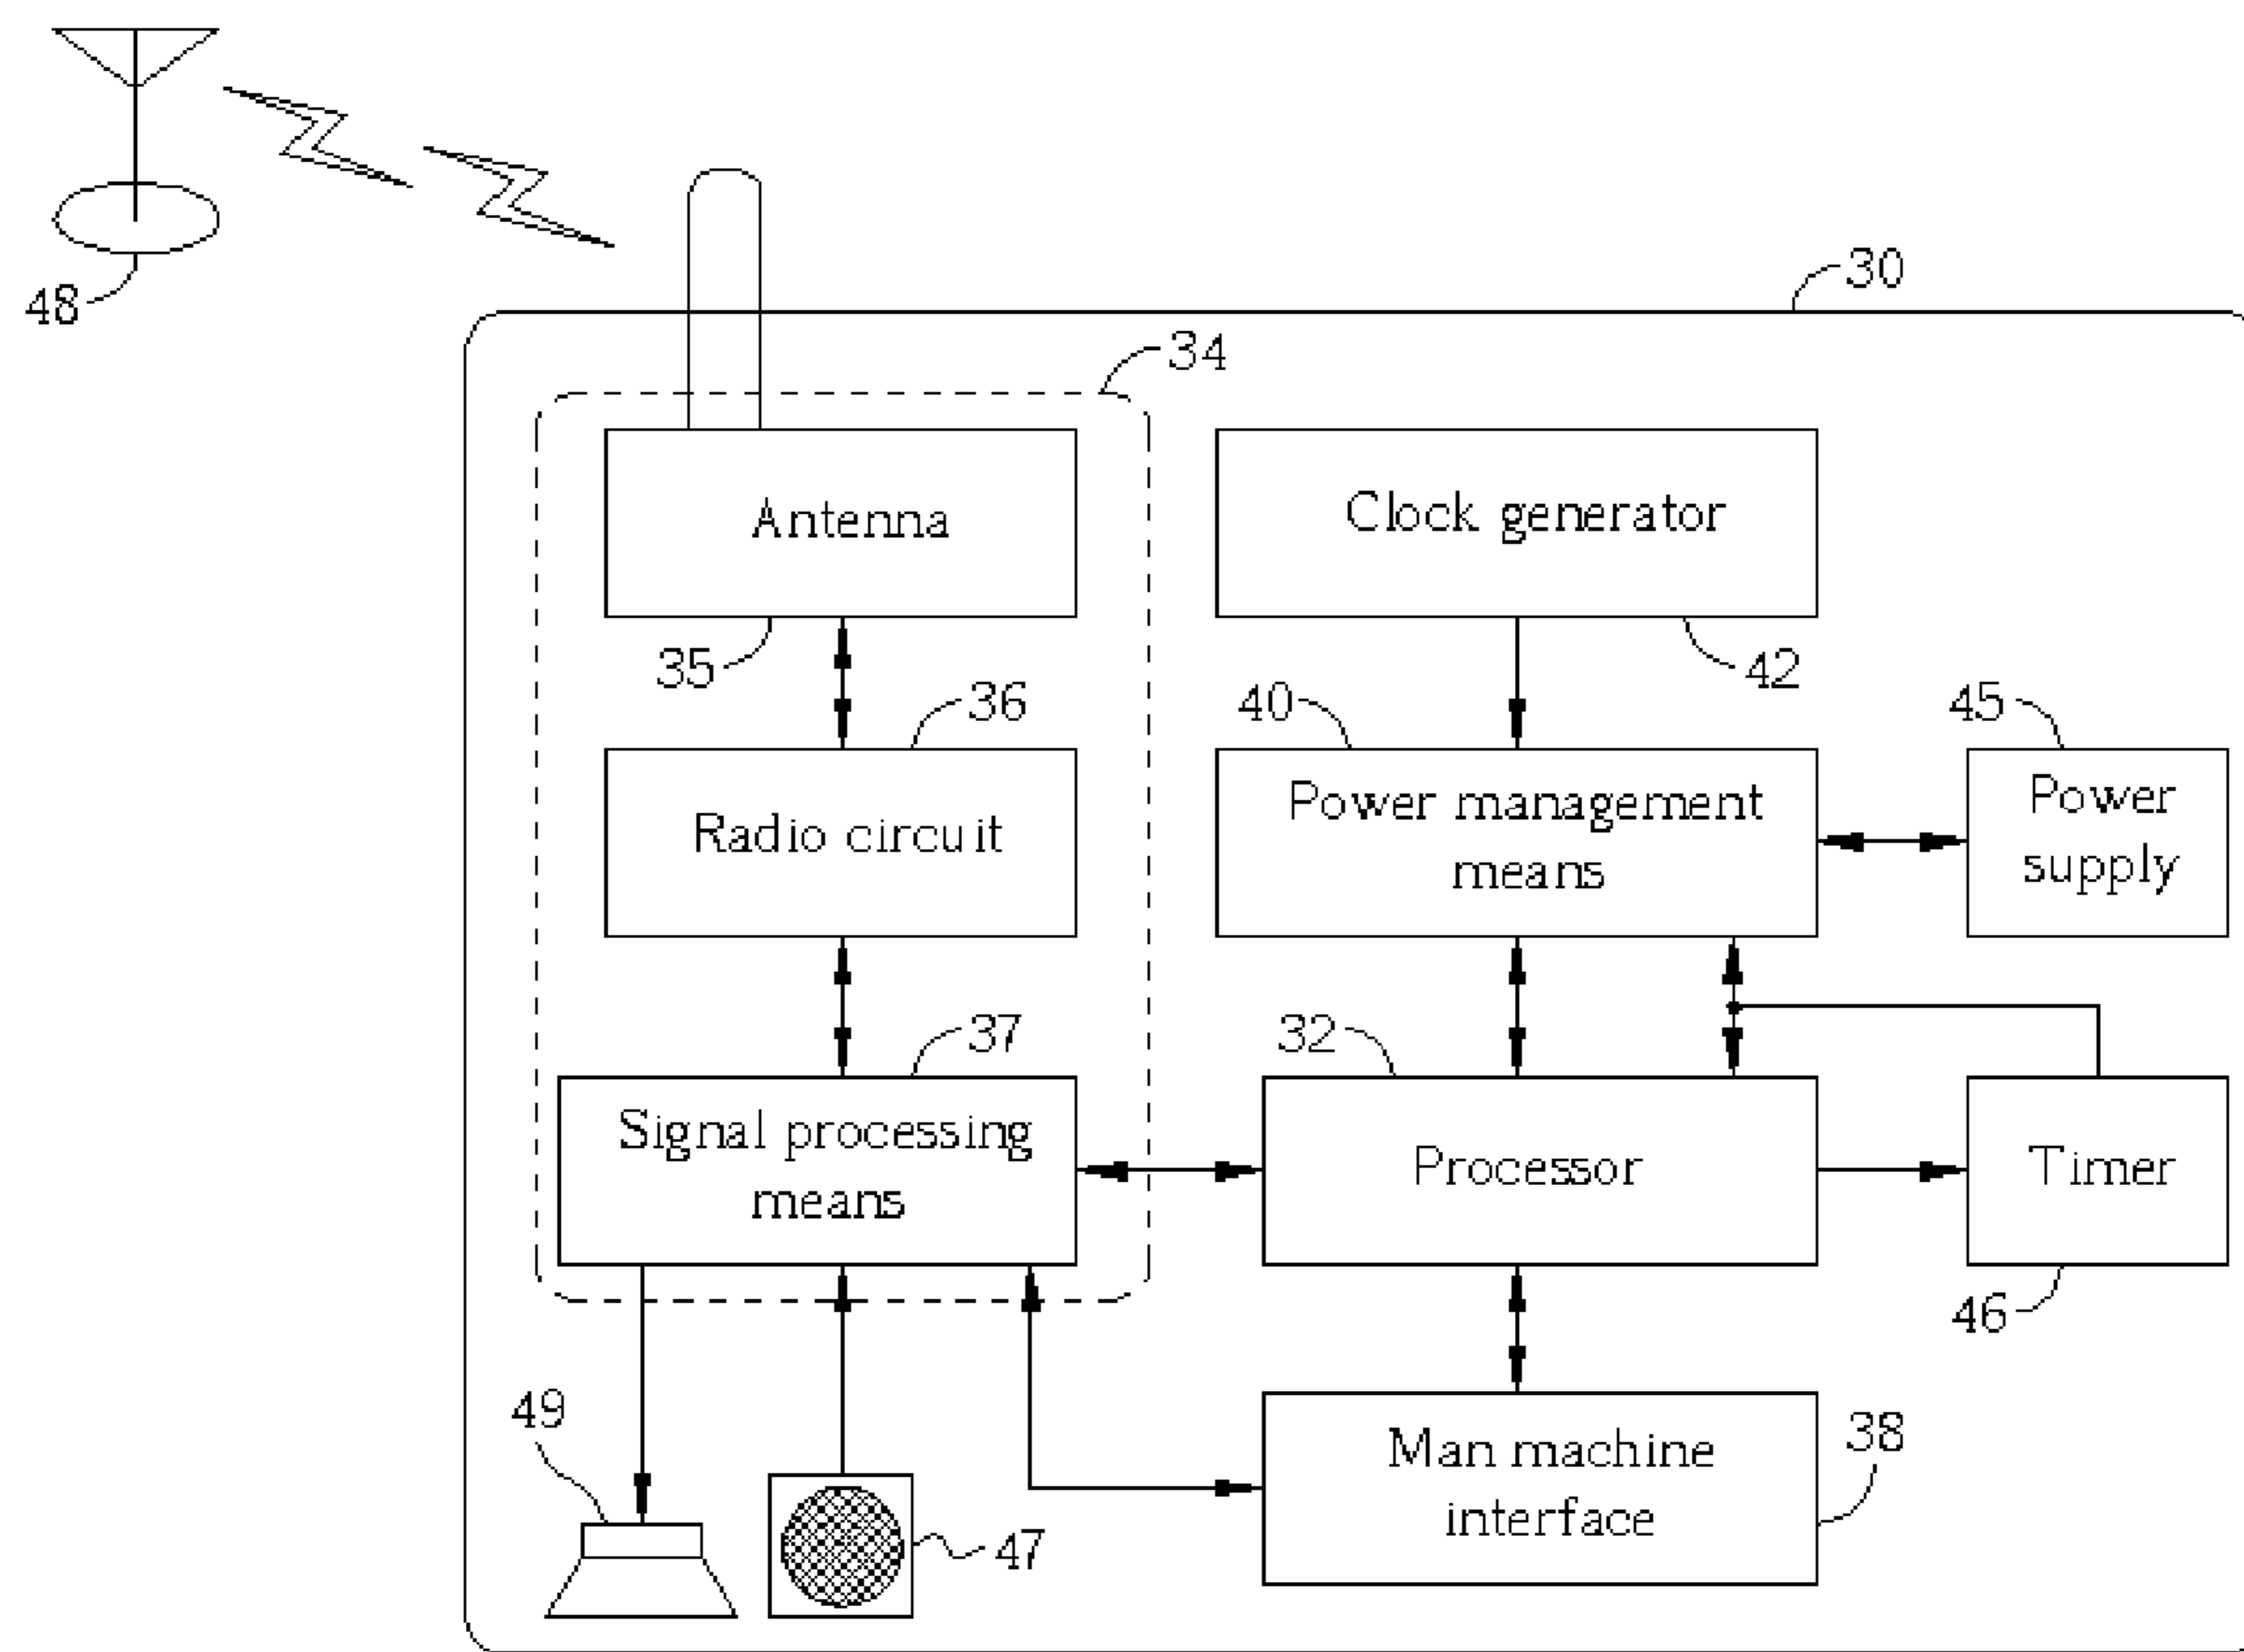 48
30
34
Antenna
Clock generator
35
42
36
40
45
Radio circuit
Power management
means
Power
supply
37
32
Signal processing
means
Processor
Timer
46
49
47
Man machine
interface
38